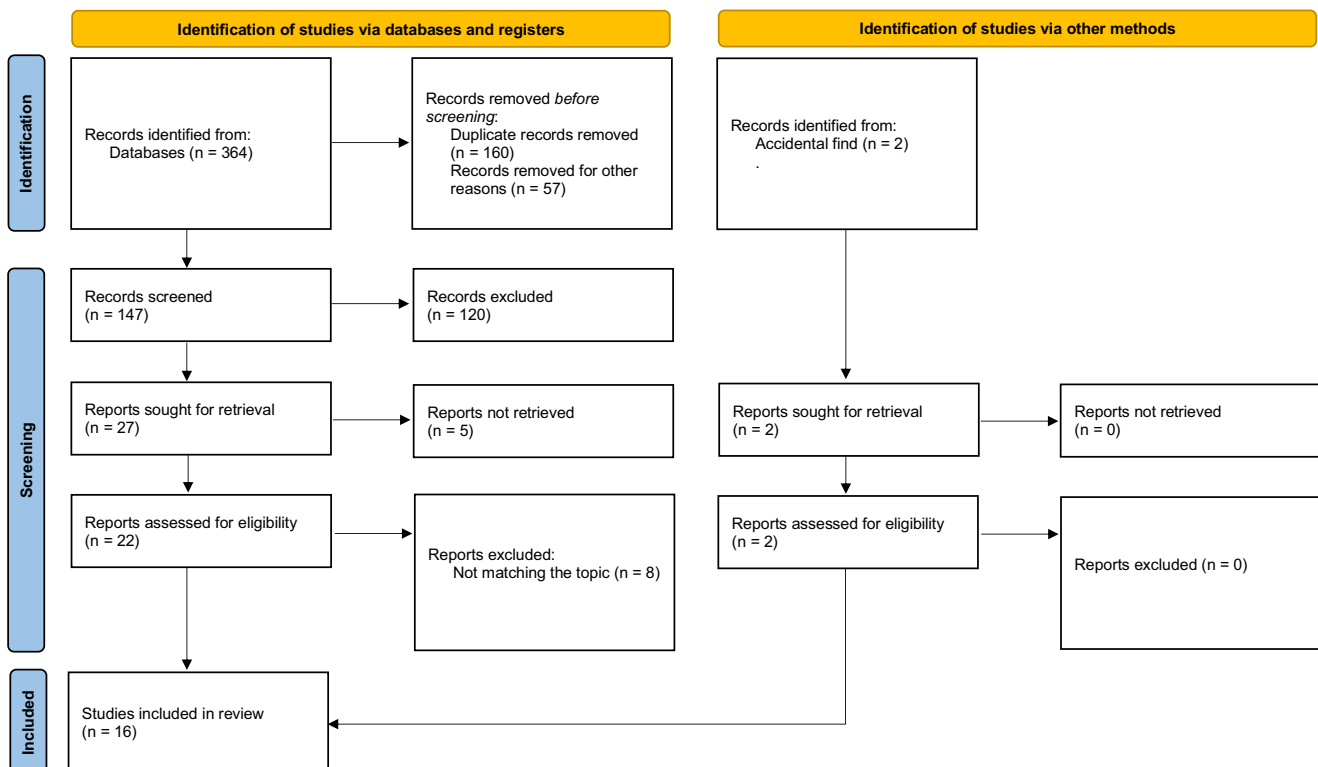 Identification of studies via databases and registers
Identification of studies via other methods
Identification
Records identified from:
Databases (n = 364)
Records removed before
screening:
Duplicate records removed
(n = 160)
Records removed for other
reasons (n = 57)
Records identified from:
Accidental find (n = 2)
.
Screening
Records screened
(n = 147)
Records excluded
(n = 120)
Reports sought for retrieval
(n = 27)
Reports not retrieved
(n = 5)
Reports sought for retrieval
(n = 2)
Reports not retrieved
(n = 0)
Reports assessed for eligibility
(n = 22)
Reports excluded:
Not matching the topic (n = 8)
Reports assessed for eligibility
(n = 2)
Reports excluded (n = 0)
Included
Studies included in review
(n = 16)